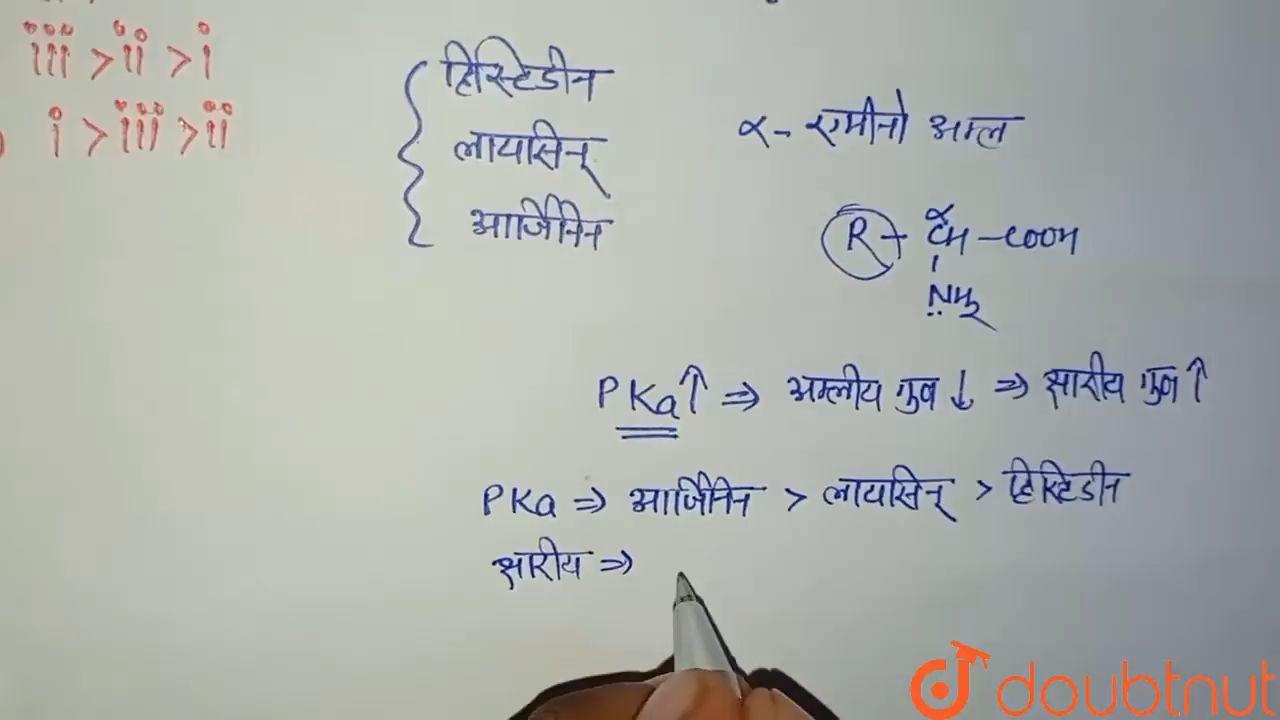 iii > ii > i
i > iii > ii
हिस्टिडीन
लायसिन्
आर्जिनिन
α- एमीनो अम्ल
R + CH - COOH
α
NH2
PKa↑ ⇒ अम्लीय गुण ↓ ⇒ क्षारीय गुण ↑
PKa ⇒ आर्जिनिन > लायसिन् > हिस्टिडीन
क्षारीय ⇒
doubtnut